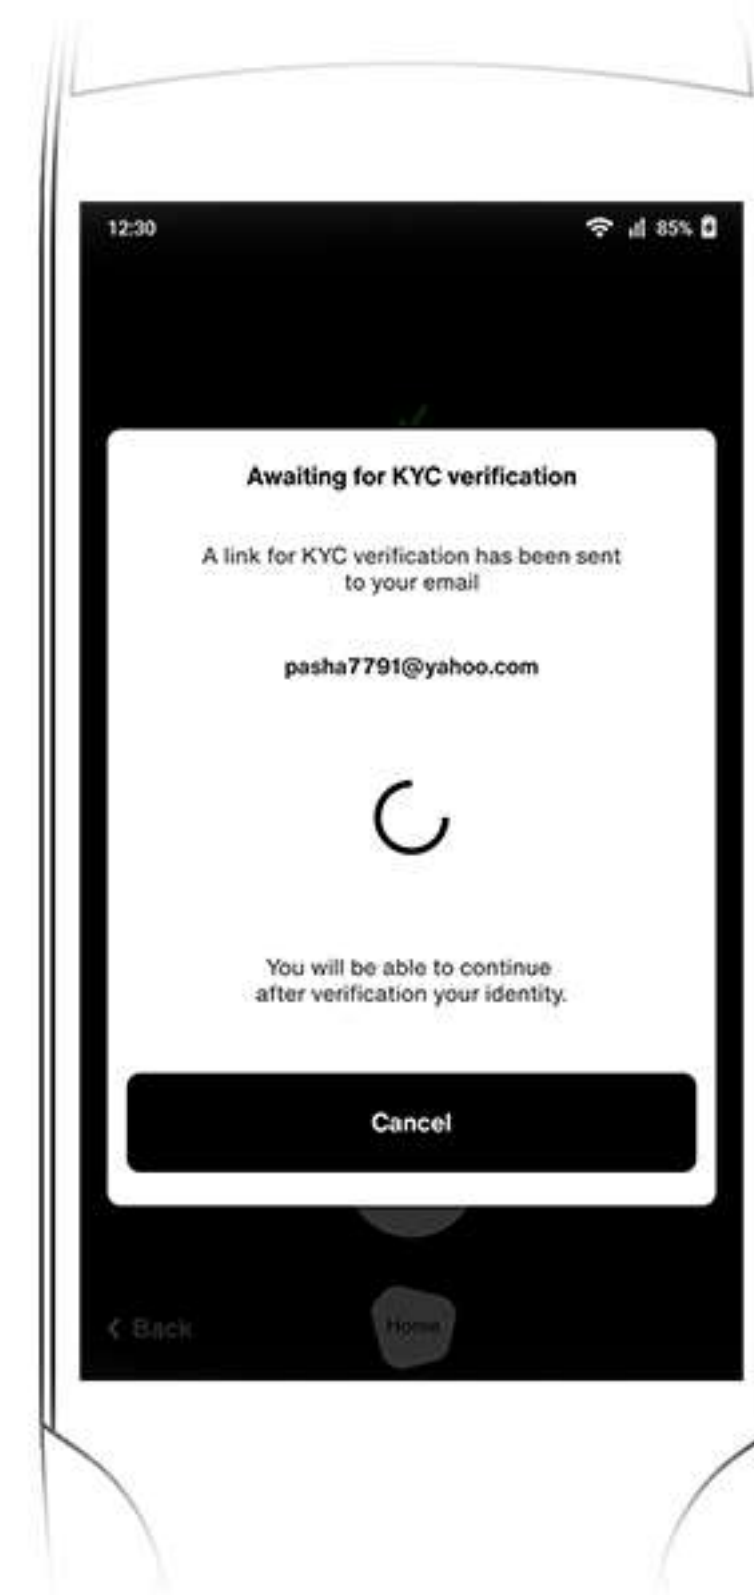 12:30
85%
Awaiting for KYC verification
A link for KYC verification has been sent
to your email
pasha7791@yahoo.com
You will be able to continue
after verification your identity.
Cancel
Back
Home